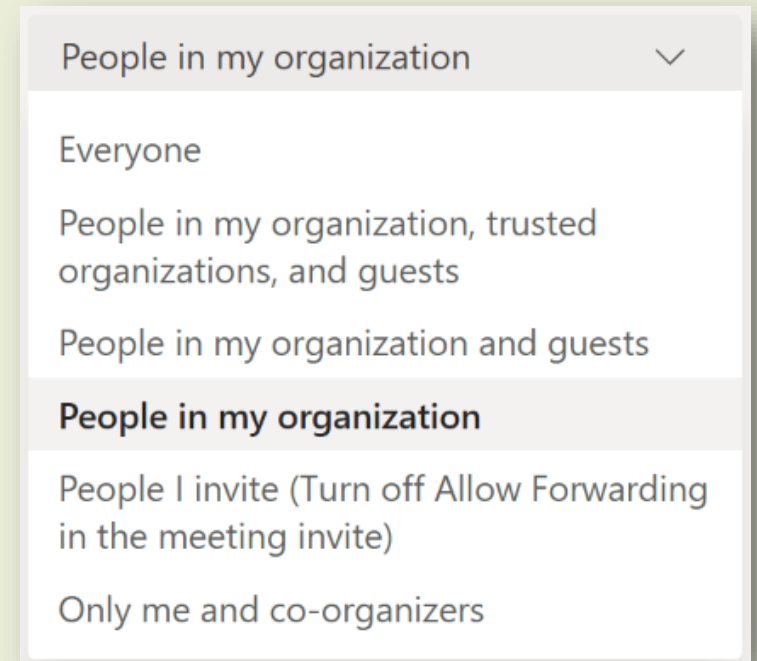 People in my organization
Everyone
People in my organization, trusted
organizations, and guests
People in my organization and guests
People in my organization
People I invite (Turn off Allow Forwarding
in the meeting invite)
Only me and co-organizers